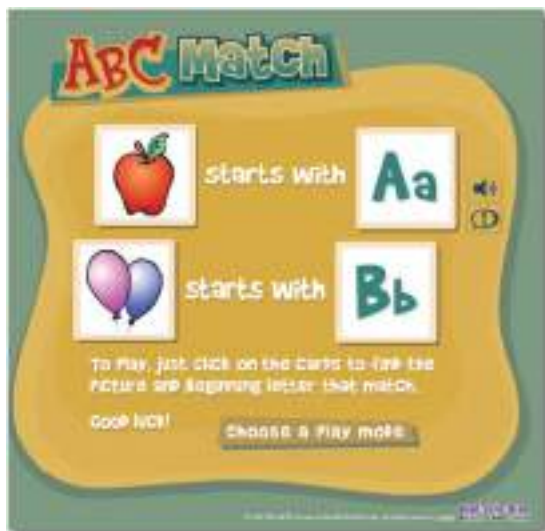 ABC Match
starts with Aa
starts with Bb
To play, just click on the cards to find the
picture and beginning letter that match.
Good luck!
Choose a Play mode